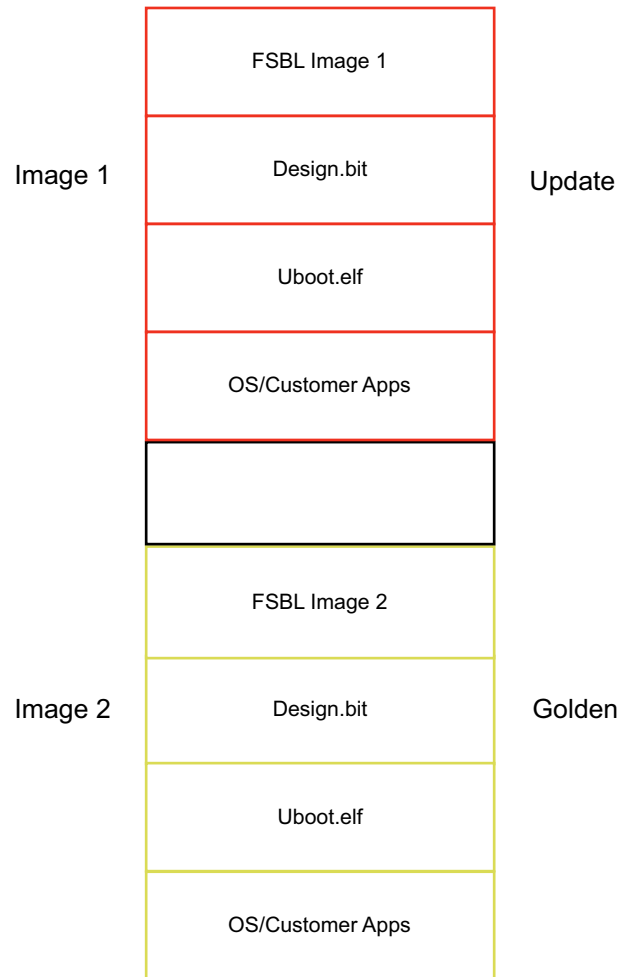 FSBL Image 1
Image 1
Design.bit
Update
Uboot.elf
OS/Customer Apps
FSBL Image 2
Image 2
Design.bit
Golden
Uboot.elf
OS/Customer Apps